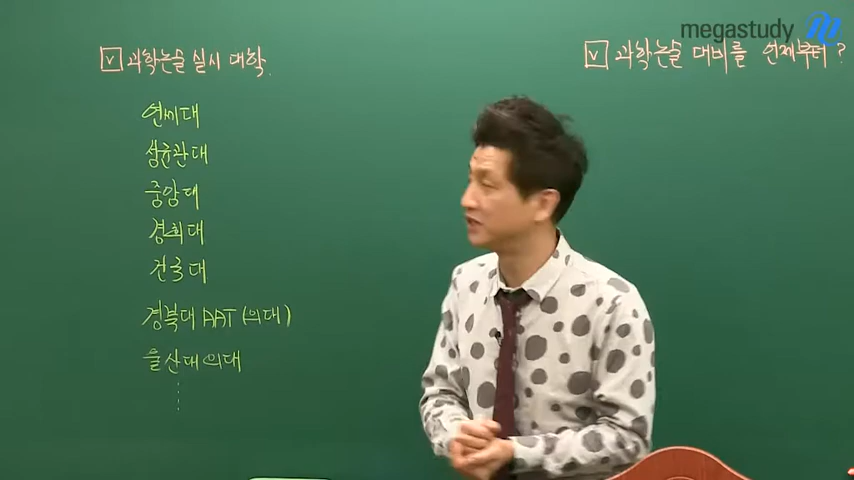 megastudy
v 과학논술 실시 대학
연세대
성균관대
중앙대
경희대
건국대
경북대 AAT (의대)
울산대 의대
⋮
v 과학논술 대비를 언제부터?